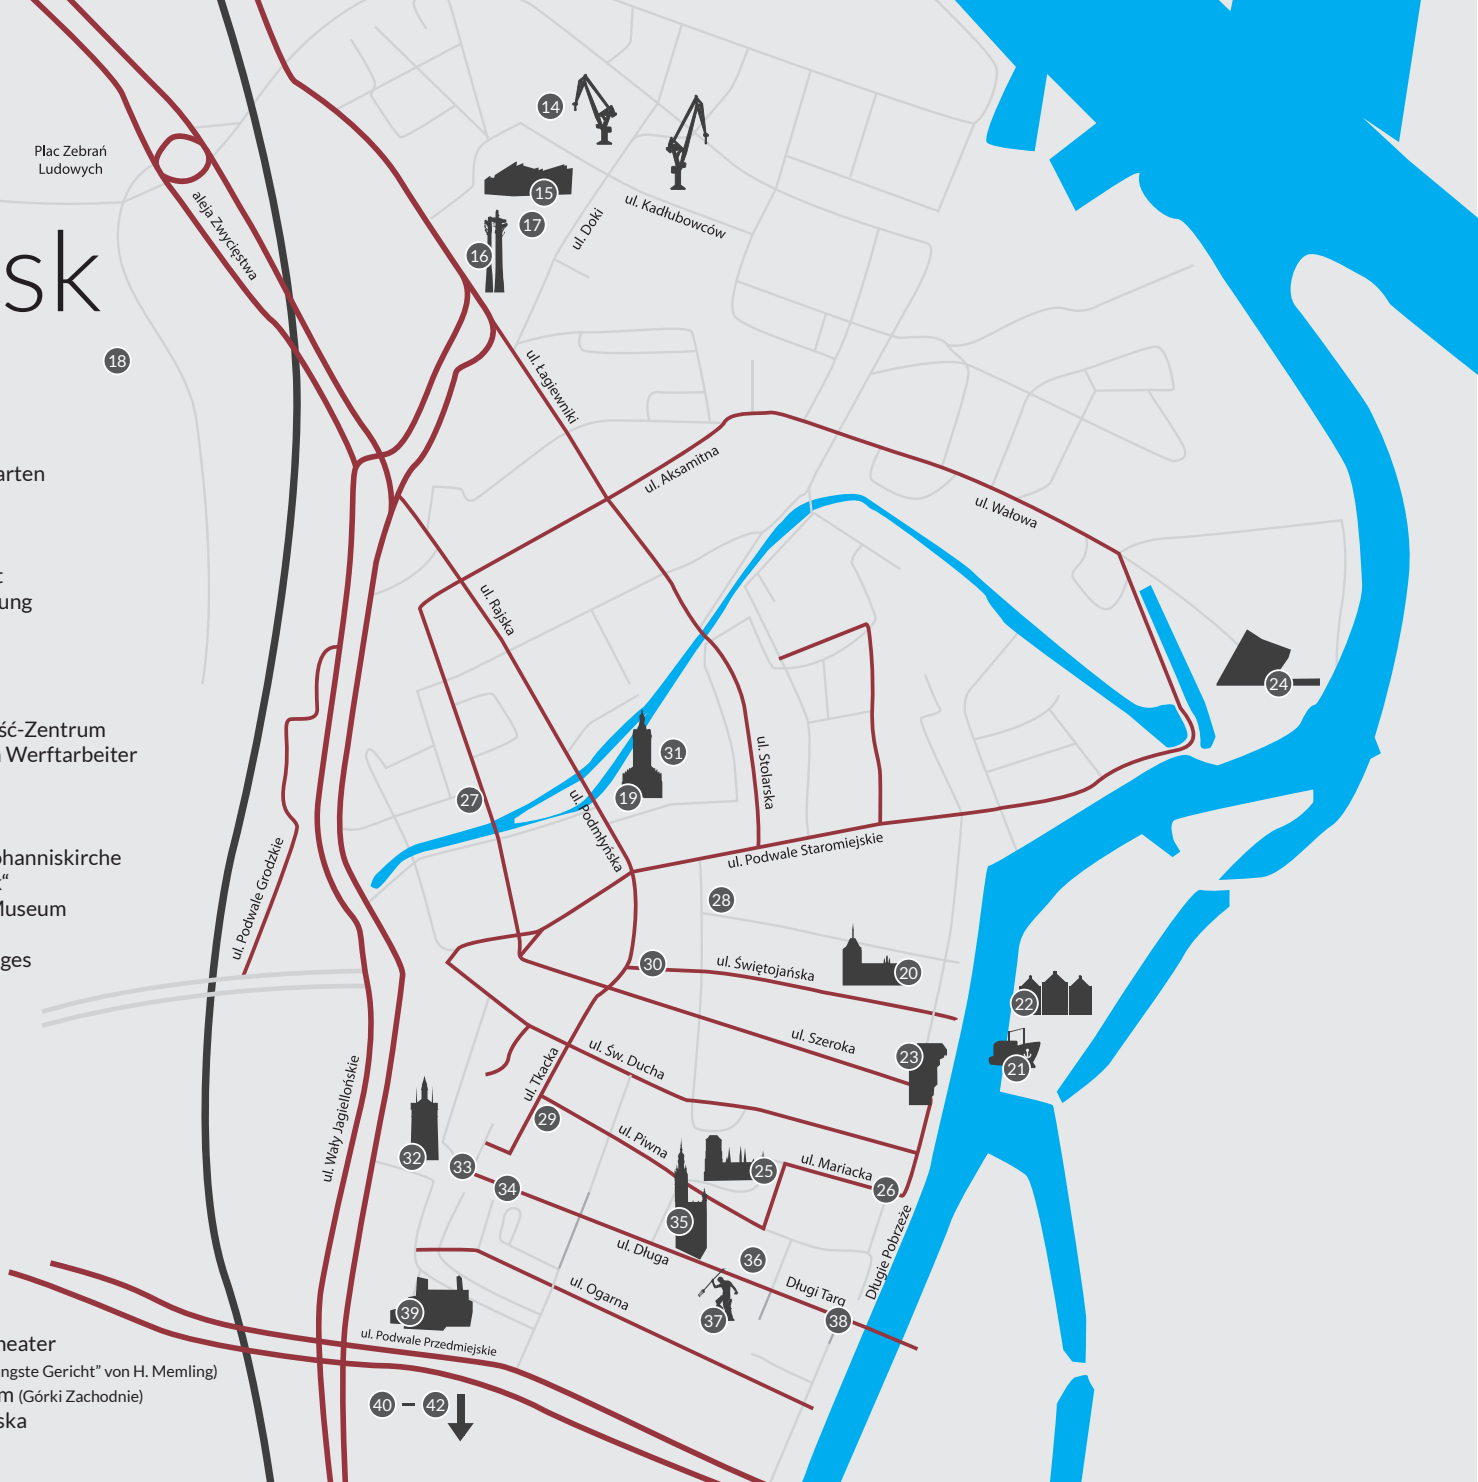 14
Plac Zebrań
Ludowych
15
aleja Zwycięstwa
ul. Kadłubowców
17
ul. Doki
16
sk
18
ul. Łagiewniki
ul. Aksamitna
arten
ul. Wałowa
t
ung
ul. Rajska
24
ść-Zentrum
Werftarbeiter
31
ul. Stolarska
27
19
ul. Podmłyńska
ul. Podwale Staromiejskie
ohanniskirche
“
Museum
ul. Podwale Grodzkie
28
ges
30
ul. Świętojańska
20
22
ul. Szeroka
23
21
ul. Św. Ducha
ul. Tkacka
29
ul. Wały Jagiellońskie
ul. Piwna
32
33
34
25
ul. Mariacka
26
35
Długie Pobrzeże
ul. Długa
36
ul. Ogarna
Długi Targ
39
37
38
ul. Podwale Przedmiejskie
heater
ngste Gericht” von H. Memling)
m (Górki Zachodnie)
ska
40 – 42